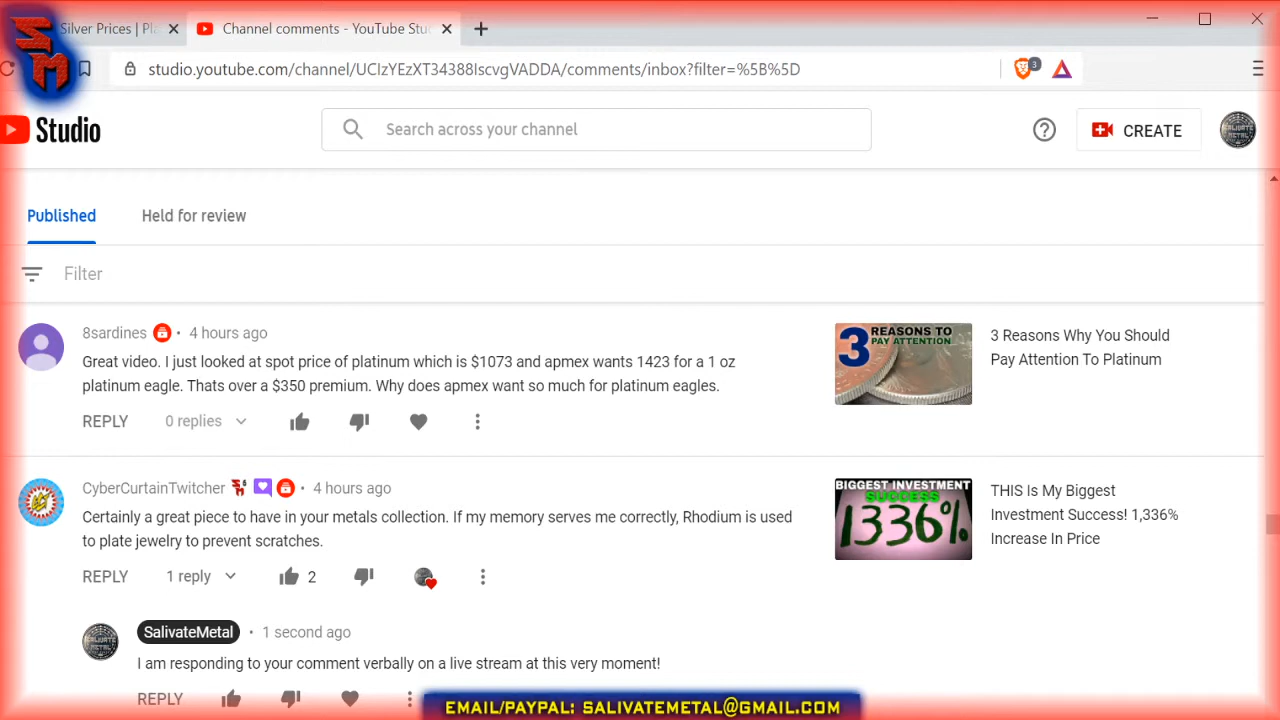 Silver Prices | Pla
Channel comments - YouTube Stu
SM
studio.youtube.com/channel/UCIzYEzXT34388IscvgVADDA/comments/inbox?filter=%5B%5D
3
Studio
Search across your channel
CREATE
Published
Held for review
Filter
8sardines • 4 hours ago
Great video. I just looked at spot price of platinum which is $1073 and apmex wants 1423 for a 1 oz
platinum eagle. Thats over a $350 premium. Why does apmex want so much for platinum eagles.
REPLY 0 replies
3 REASONS TO
PAY ATTENTION
3 Reasons Why You Should
Pay Attention To Platinum
CyberCurtainTwitcher • 4 hours ago
Certainly a great piece to have in your metals collection. If my memory serves me correctly, Rhodium is used
to plate jewelry to prevent scratches.
REPLY 1 reply 2
BIGGEST INVESTMENT
SUCCESS
1336%
THIS Is My Biggest
Investment Success! 1,336%
Increase In Price
SalivateMetal • 1 second ago
I am responding to your comment verbally on a live stream at this very moment!
REPLY
EMAIL/PAYPAL: SALIVATEMETAL@GMAIL.COM